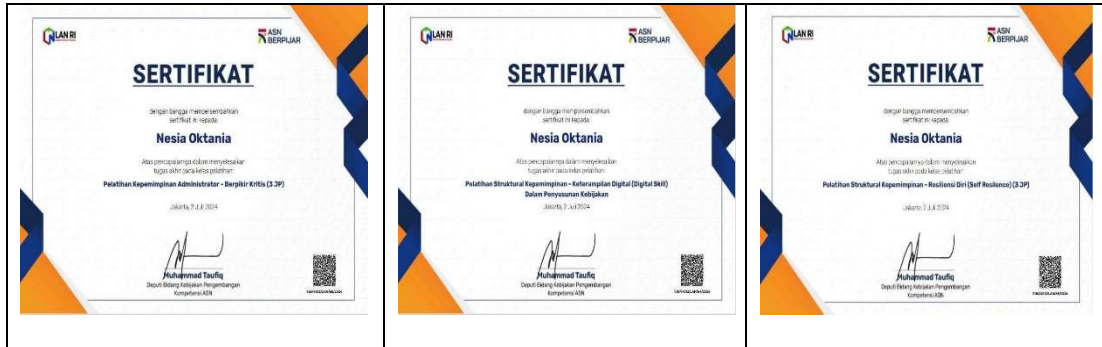 LAN RI
ASN
BERPIJAR
SERTIFIKAT
dengan bangga mempersembahkan
sertifikat ini kepada:
Nesia Oktania
Atas pencapaiannya dalam menyelesaikan
tugas akhir pada kelas pelatihan:
Pelatihan Kepemimpinan Administrator - Berpikir Kritis (3 JP)
Jakarta, 2 Juli 2024
Muhammad Taufiq
Deputi Bidang Kebijakan Pengembangan
Kompetensi ASN
LAN RI
ASN
BERPIJAR
SERTIFIKAT
dengan bangga mempersembahkan
sertifikat ini kepada:
Nesia Oktania
Atas pencapaiannya dalam menyelesaikan
tugas akhir pada kelas pelatihan:
Pelatihan Struktural Kepemimpinan - Keterampilan Digital (Digital Skill)
Dalam Penyusunan Kebijakan
Jakarta, 2 Juli 2024
Muhammad Taufiq
Deputi Bidang Kebijakan Pengembangan
Kompetensi ASN
LAN RI
ASN
BERPIJAR
SERTIFIKAT
dengan bangga mempersembahkan
sertifikat ini kepada:
Nesia Oktania
Atas pencapaiannya dalam menyelesaikan
tugas akhir pada kelas pelatihan:
Pelatihan Struktural Kepemimpinan - Resiliensi Diri (Self Resilence) (3 JP)
Jakarta, 2 Juli 2024
Muhammad Taufiq
Deputi Bidang Kebijakan Pengembangan
Kompetensi ASN